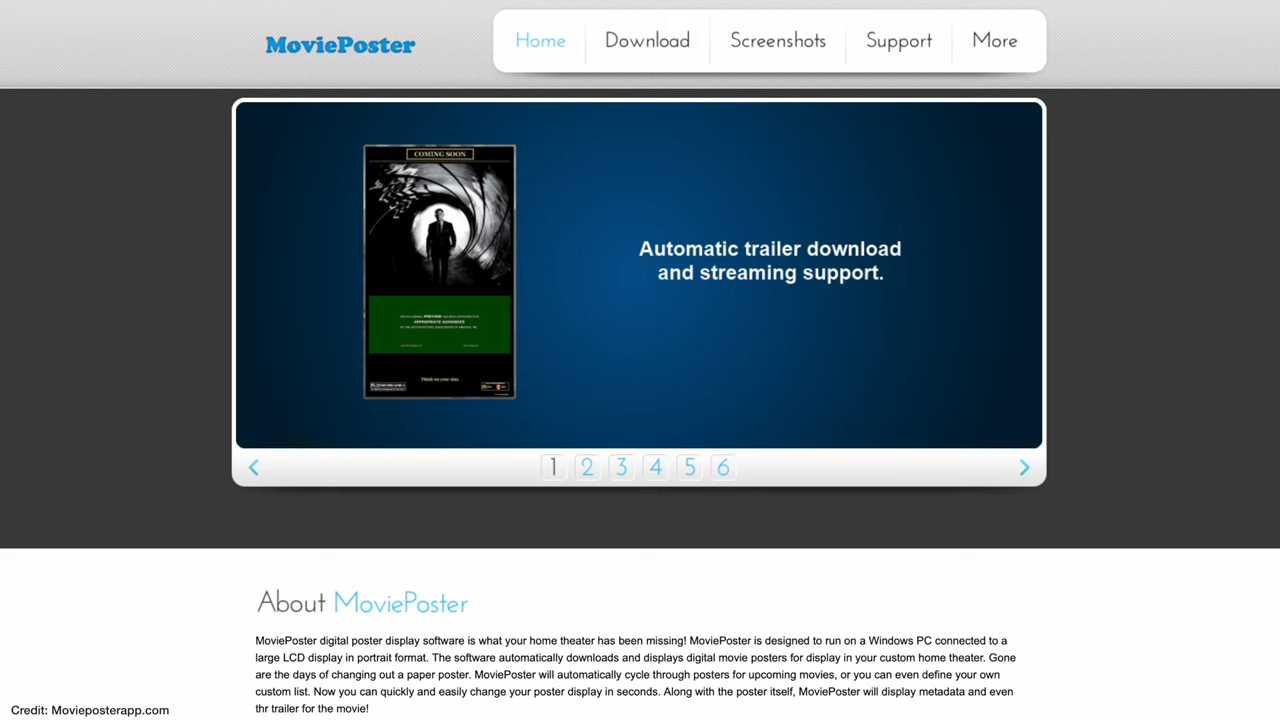 MoviePoster
Home
Download
Screenshots
Support
More
COMING SOON
Automatic trailer download
and streaming support.
APPROPRIATE AUDIENCES
Think on your sins.
1 2 3 4 5 6
About MoviePoster
MoviePoster digital poster display software is what your home theater has been missing! MoviePoster is designed to run on a Windows PC connected to a
large LCD display in portrait format. The software automatically downloads and displays digital movie posters for display in your custom home theater. Gone
are the days of changing out a paper poster. MoviePoster will automatically cycle through posters for upcoming movies, or you can even define your own
custom list. Now you can quickly and easily change your poster display in seconds. Along with the poster itself, MoviePoster will display metadata and even
thr trailer for the movie!
Credit: Movieposterapp.com